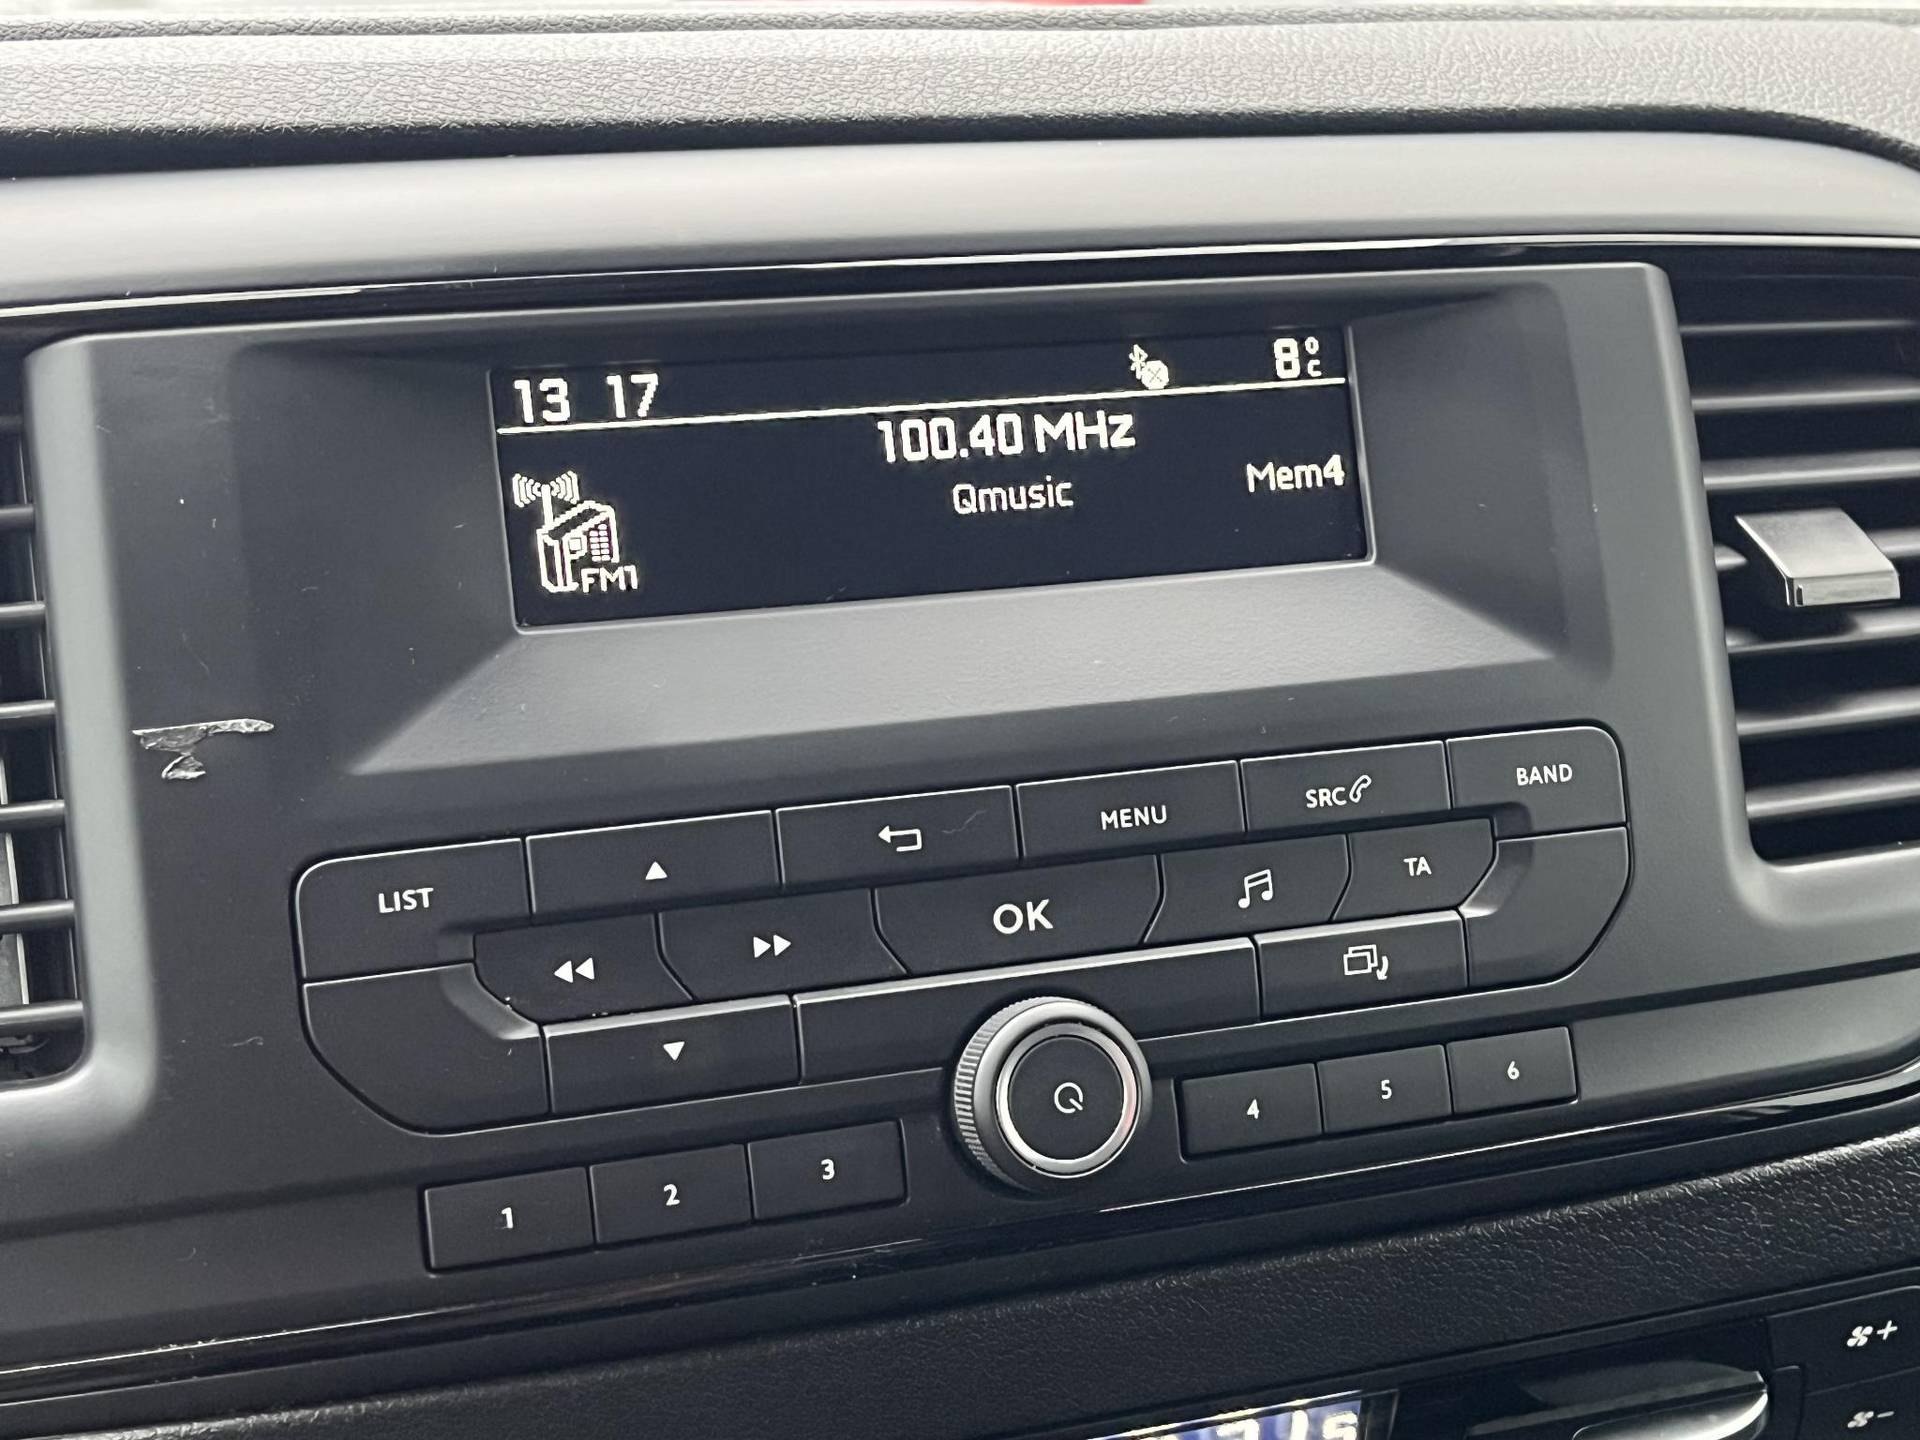 13 17 8°C
100.40 MHz
Qmusic Mem4
FM1
BAND
SRC
MENU
LIST
TA
OK
4 5 6
1 2 3
+
-